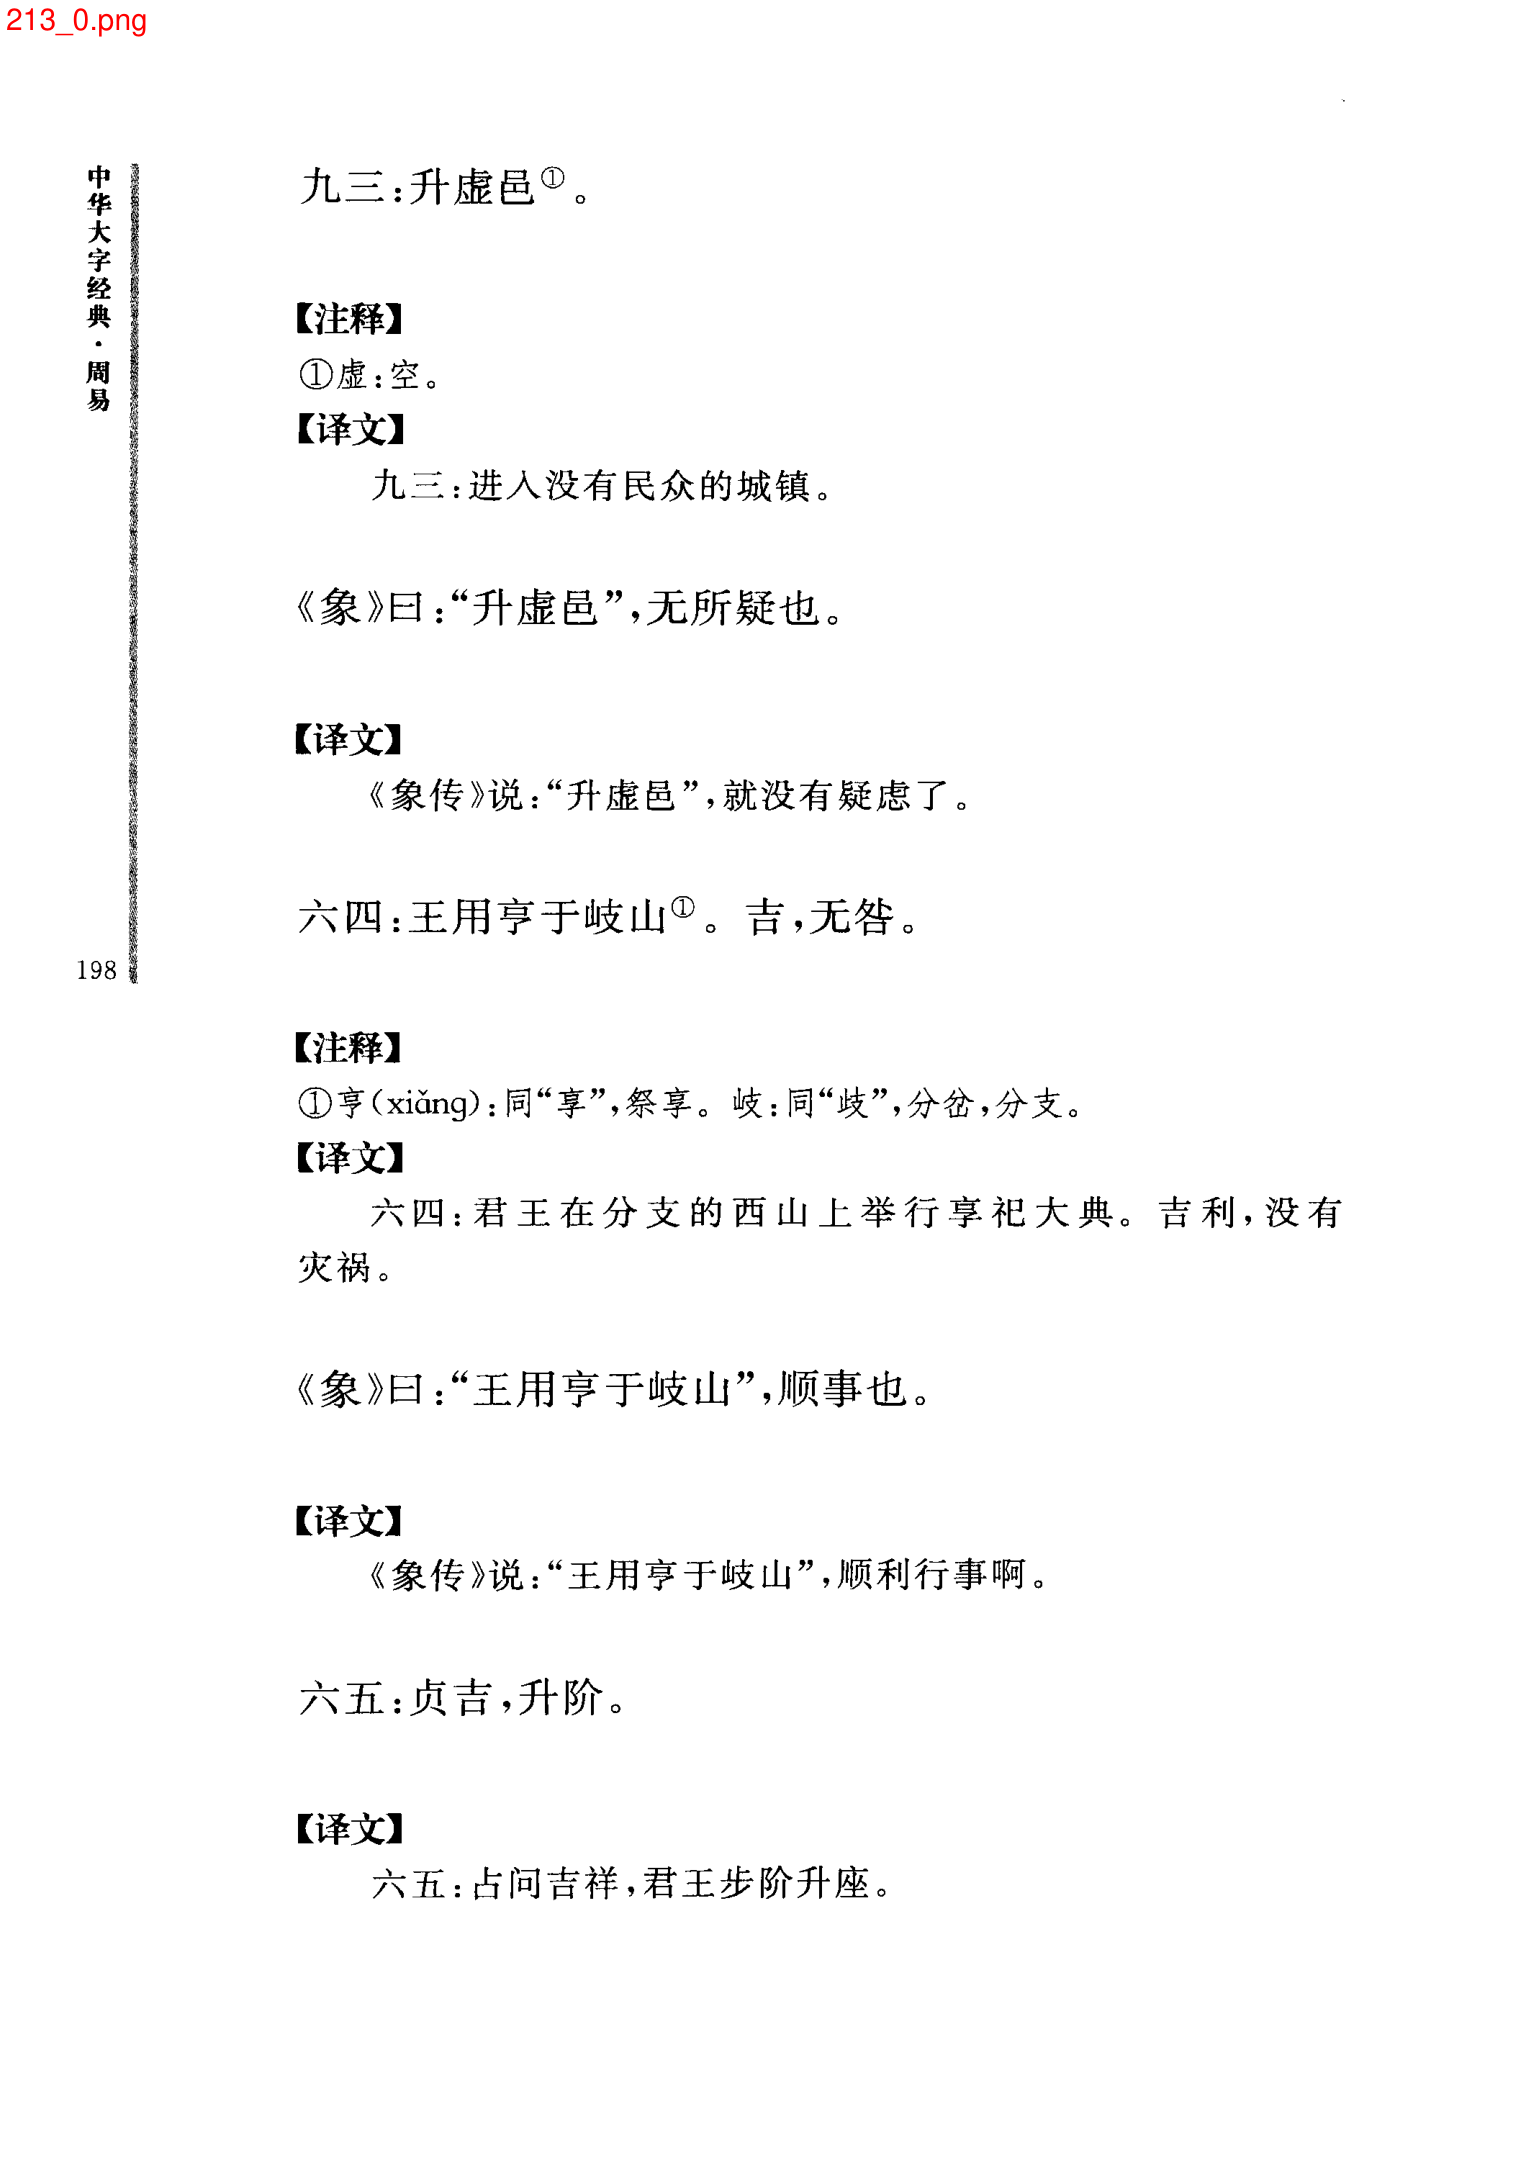 213_0.png
中华大字经典·周易
198
九三：升虚邑①。
【注释】
①虚：空。
【译文】
九三：进入没有民众的城镇。
《象》曰：“升虚邑”，无所疑也。
【译文】
《象传》说：“升虚邑”，就没有疑虑了。
六四：王用亨于岐山①。吉，无咎。
【注释】
①亨（xiǎng）：同“享”，祭享。岐：同“歧”，分岔，分支。
【译文】
六四：君王在分支的西山上举行享祀大典。吉利，没有
灾祸。
《象》曰：“王用亨于岐山”，顺事也。
【译文】
《象传》说：“王用亨于岐山”，顺利行事啊。
六五：贞吉，升阶。
【译文】
六五：占问吉祥，君王步阶升座。